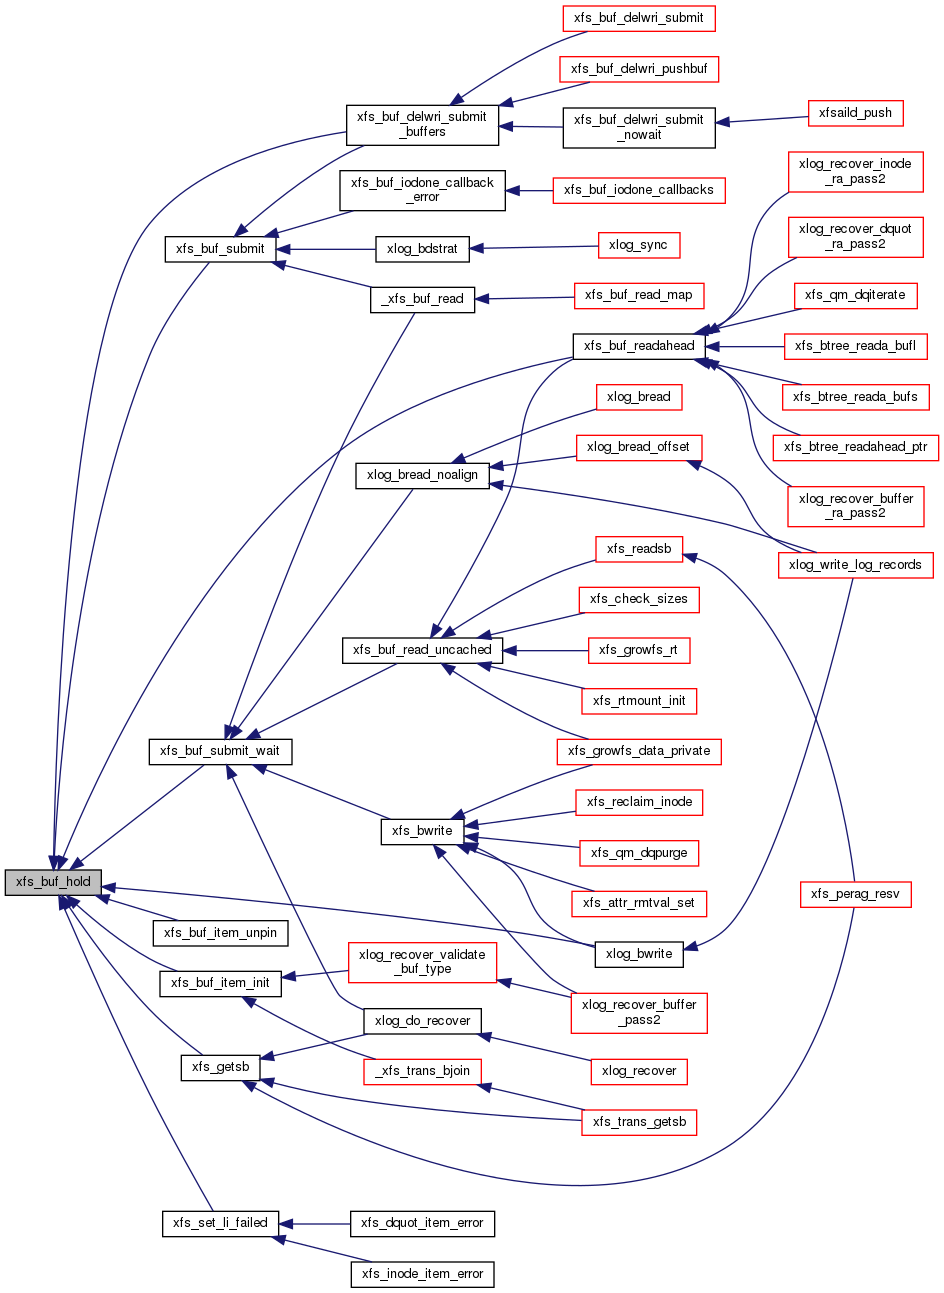 xfs_buf_delwri_submit
xfs_buf_delwri_pushbuf
xfs_buf_delwri_submit
_buffers
xfs_buf_delwri_submit
_nowait
xfsaild_push
xlog_recover_inode
_ra_pass2
xfs_buf_iodone_callback
_error
xfs_buf_iodone_callbacks
xlog_recover_dquot
_ra_pass2
xfs_buf_submit
xlog_bdstrat
xlog_sync
_xfs_buf_read
xfs_buf_read_map
xfs_qm_dqiterate
xfs_buf_readahead
xfs_btree_reada_bufl
xlog_bread
xfs_btree_reada_bufs
xlog_bread_offset
xfs_btree_readahead_ptr
xlog_bread_noalign
xlog_recover_buffer
_ra_pass2
xfs_readsb
xlog_write_log_records
xfs_check_sizes
xfs_buf_read_uncached
xfs_growfs_rt
xfs_rtmount_init
xfs_buf_submit_wait
xfs_growfs_data_private
xfs_reclaim_inode
xfs_bwrite
xfs_qm_dqpurge
xfs_buf_hold
xfs_attr_rmtval_set
xfs_perag_resv
xfs_buf_item_unpin
xlog_bwrite
xlog_recover_validate
_buf_type
xfs_buf_item_init
xlog_recover_buffer
_pass2
xlog_do_recover
xfs_getsb
_xfs_trans_bjoin
xlog_recover
xfs_trans_getsb
xfs_set_li_failed
xfs_dquot_item_error
xfs_inode_item_error